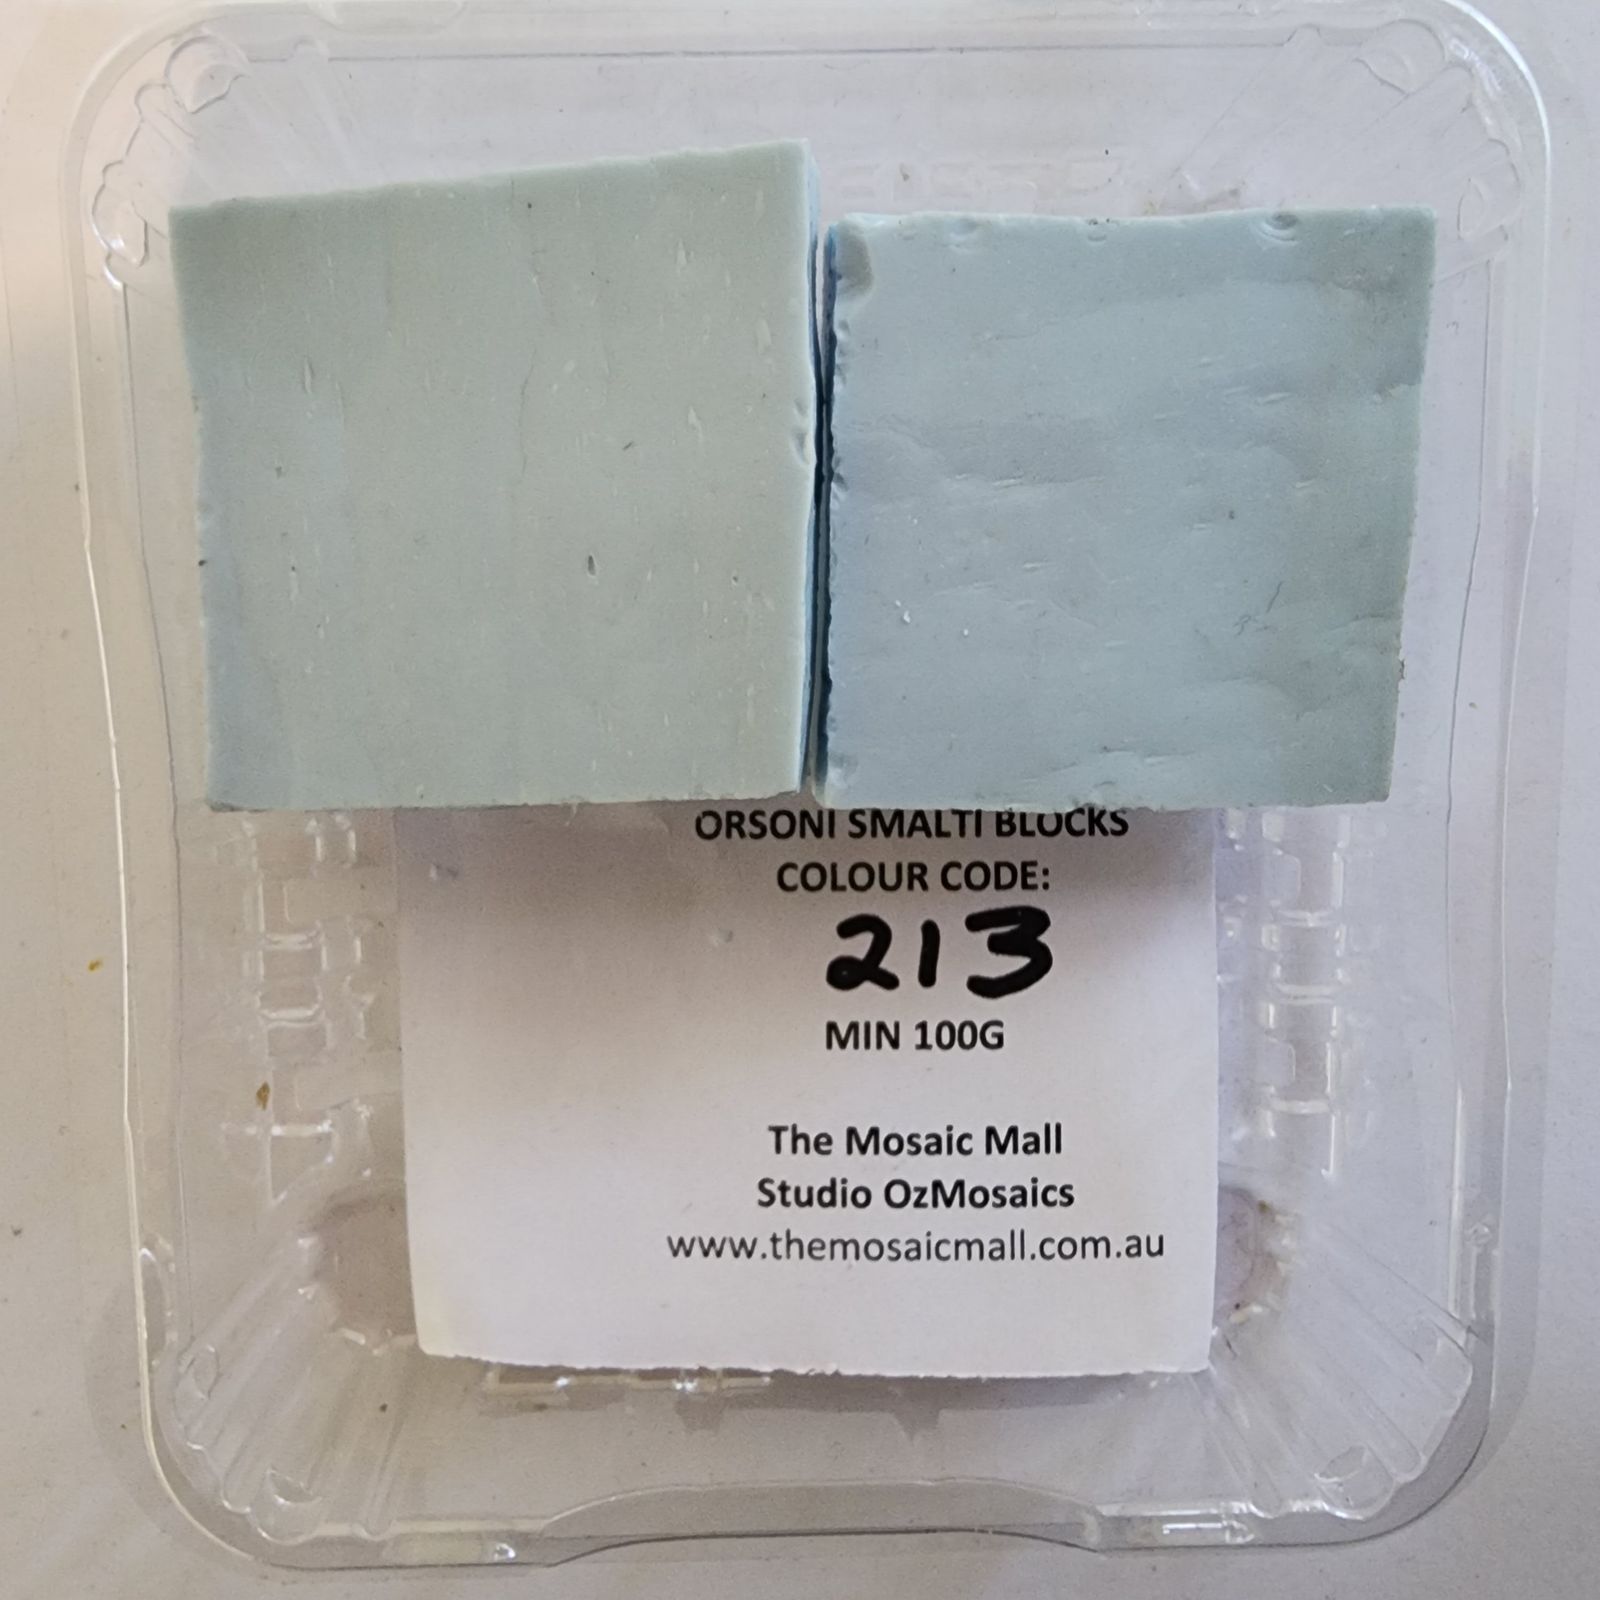 ORSONI SMALTI BLOCKS
COLOUR CODE:
213
MIN 100G
The Mosaic Mall
Studio OzMosaics
www.themosaicmall.com.au